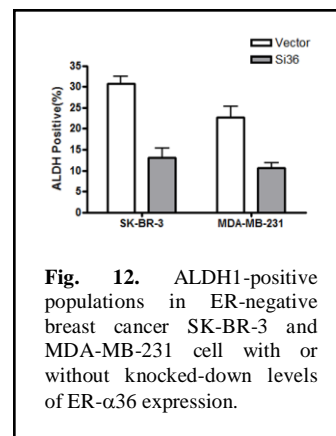 Vector
Si36
ALDH Positive(%)
35
30
25
20
15
10
5
0
SK-BR-3 MDA-MB-231
Fig. 12. ALDH1-positive
populations in ER-negative
breast cancer SK-BR-3 and
MDA-MB-231 cell with or
without knocked-down levels
of ER-α36 expression.